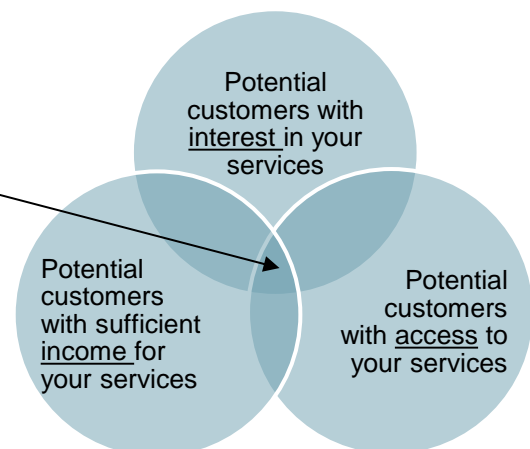 Potential
customers with
interest in your
services
Potential
customers
with sufficient
income for
your services
Potential
customers
with access to
your services